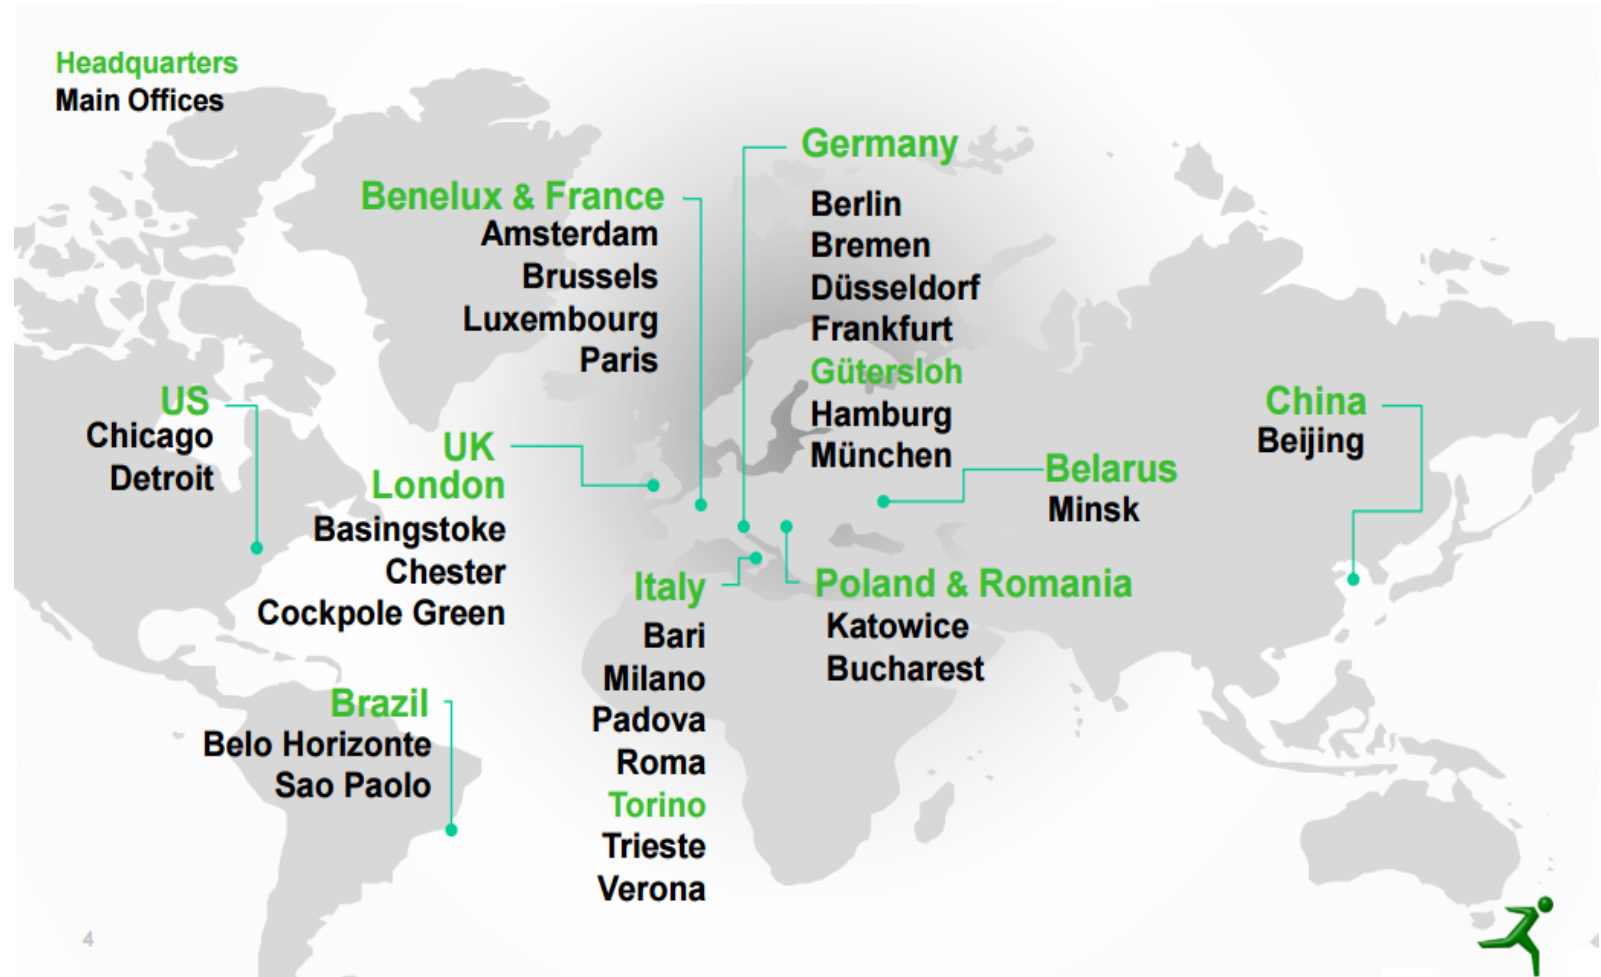 Headquarters
Main Offices
Germany
Berlin
Bremen
Düsseldorf
Frankfurt
Gütersloh
Hamburg
München
Benelux & France
Amsterdam
Brussels
Luxembourg
Paris
US
Chicago
Detroit
UK
London
Basingstoke
Chester
Cockpole Green
China
Beijing
Belarus
Minsk
Italy
Bari
Milano
Padova
Roma
Torino
Trieste
Verona
Poland & Romania
Katowice
Bucharest
Brazil
Belo Horizonte
Sao Paolo
4